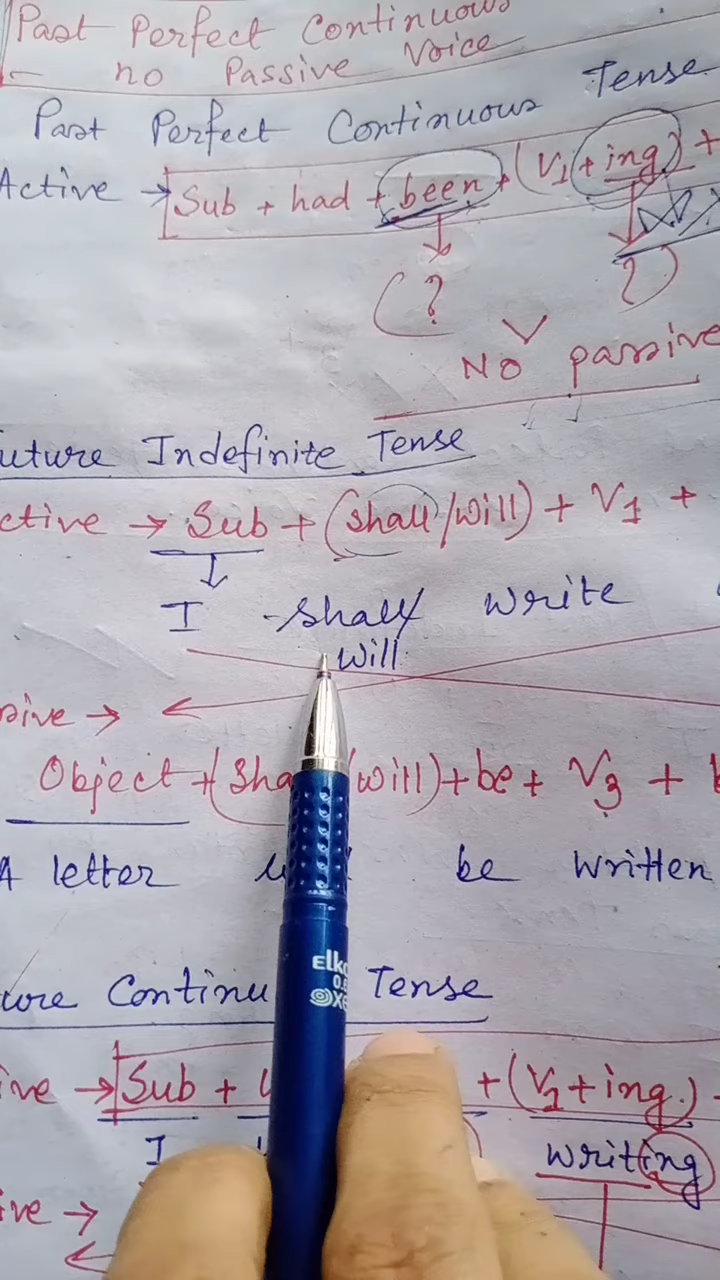 Past Perfect Continuous
no Passive Voice
Past Perfect Continuous Tense
Active → Sub + had + been + (V1 + ing) +
(? ?)
No passive
uture Indefinite Tense
ctive → Sub + (shall/will) + V1 +
I shall write
will
sive →
Object + (Sha will) + be + V3 +
A letter be written
ure Continu Tense
ive → Sub + + (V1 + ing)
I writing
ive →
Elko